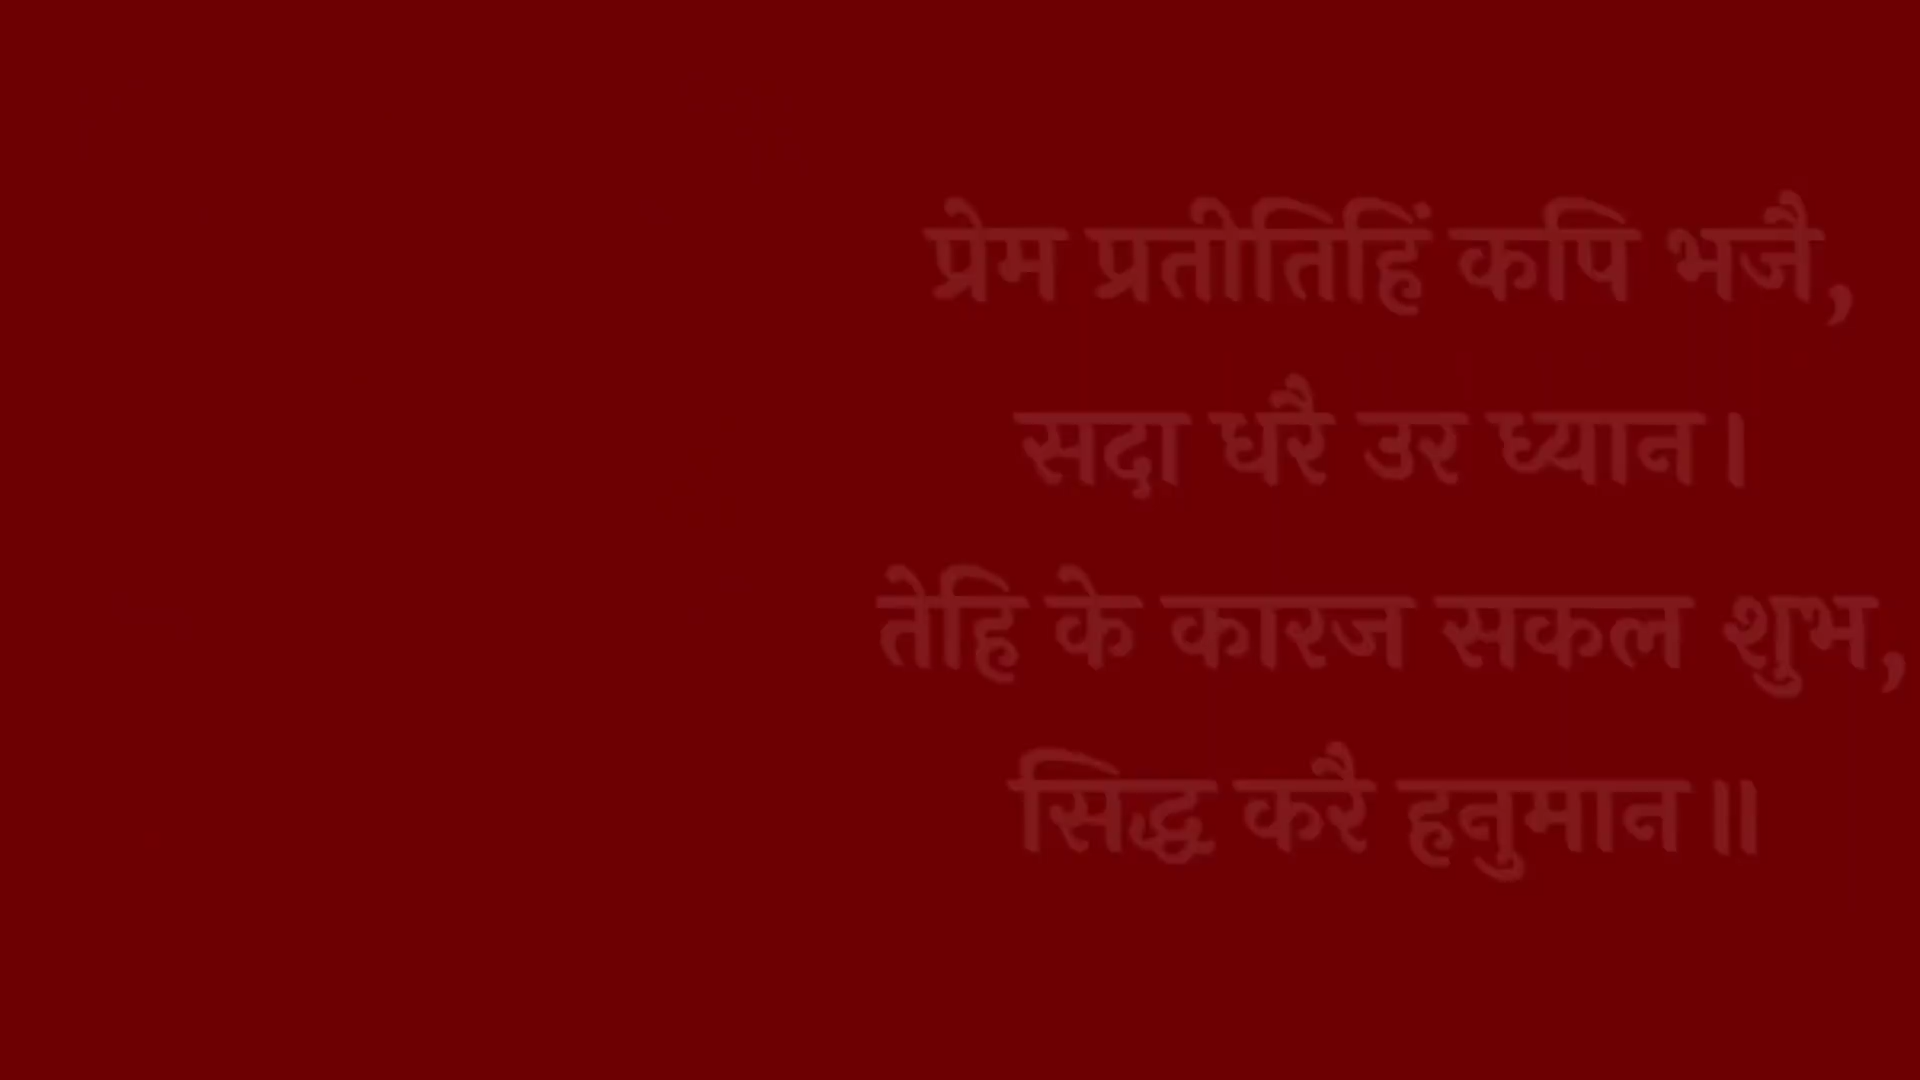 प्रेम प्रतीतिहिं कपि भजै,
सदा धरै उर ध्यान।
तेहि के कारज सकल शुभ,
सिद्ध करै हनुमान॥